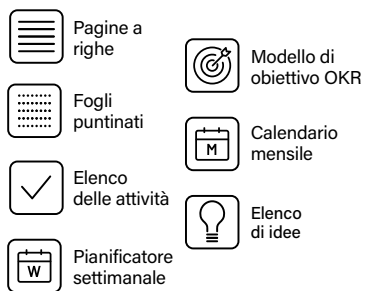 Pagine a
righe
Fogli
puntinati
Elenco
delle attività
W
Pianificatore
settimanale
Modello di
obiettivo OKR
M
Calendario
mensile
Elenco
di idee